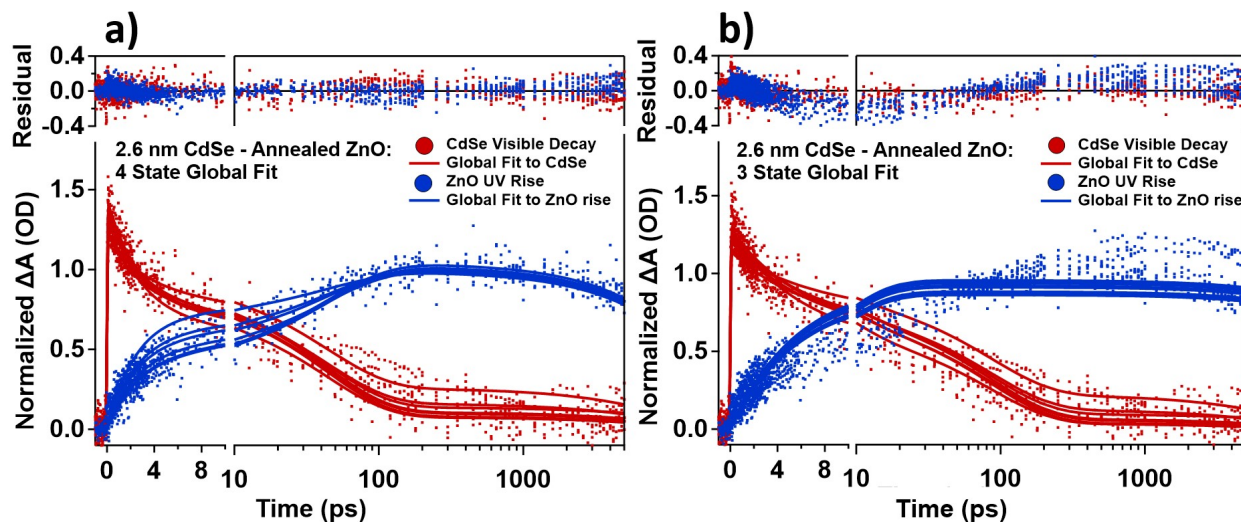 a)
0.4
0.0
-0.4
Residual
2.6 nm CdSe - Annealed ZnO:
4 State Global Fit
CdSe Visible Decay
Global Fit to CdSe
ZnO UV Rise
Global Fit to ZnO rise
1.5
1.0
0.5
0.0
Normalized ΔA (OD)
0 4 8 10 100 1000
Time (ps)
b)
0.4
0.0
-0.4
Residual
2.6 nm CdSe - Annealed ZnO:
3 State Global Fit
CdSe Visible Decay
Global Fit to CdSe
ZnO UV Rise
Global Fit to ZnO rise
1.5
1.0
0.5
0.0
Normalized ΔA (OD)
0 4 8 10 100 1000
Time (ps)